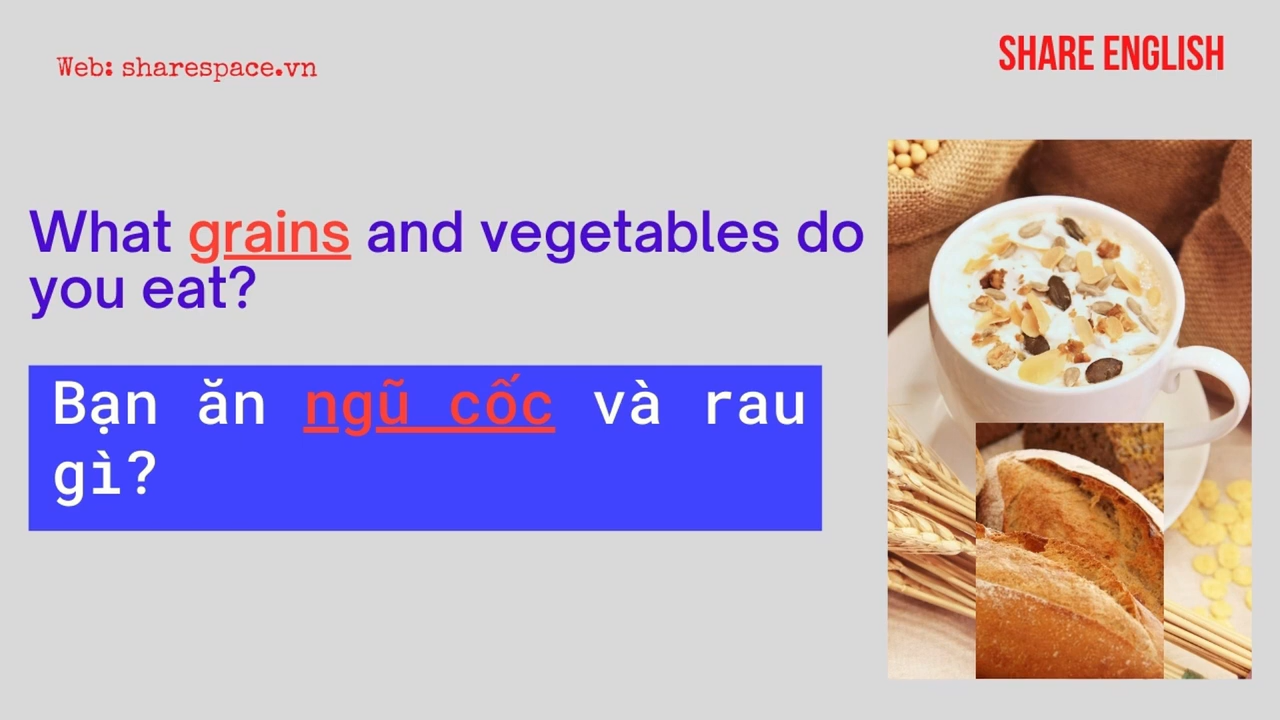 Web: sharespace.vn
SHARE ENGLISH
What grains and vegetables do
you eat?
Bạn ăn ngũ cốc và rau
gì?